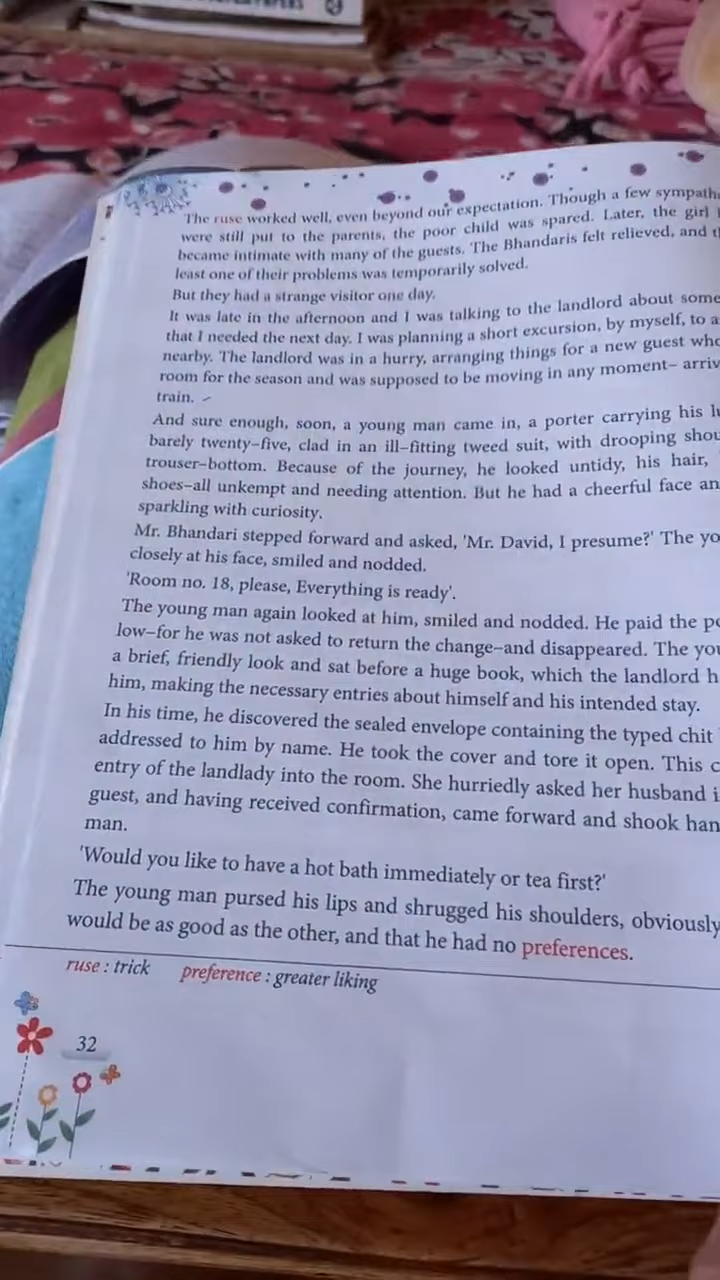 The ruse worked well, even beyond our expectation. Though a few
were still put to the parents, the poor child was spared. Later, the girl
became intimate with many of the guests. The Bhandaris felt relieved, and
least one of their problems was temporarily solved.
But they had a strange visitor one day.
It was late in the afternoon and I was talking to the landlord about some
that I needed the next day. I was planning a short excursion, by myself, to a
nearby. The landlord was in a hurry, arranging things for a new guest
room for the season and was supposed to be moving in any moment–
train.
And sure enough, soon, a young man came in, a porter carrying his
barely twenty–five, clad in an ill–fitting tweed suit, with drooping
trouser–bottom. Because of the journey, he looked untidy, his hair,
shoes–all unkempt and needing attention. But he had a cheerful face
sparkling with curiosity.
Mr. Bhandari stepped forward and asked, 'Mr. David, I presume?' The
closely at his face, smiled and nodded.
'Room no. 18, please, Everything is ready'.
The young man again looked at him, smiled and nodded. He paid the
low–for he was not asked to return the change–and disappeared. The
a brief, friendly look and sat before a huge book, which the landlord
him, making the necessary entries about himself and his intended stay.
In his time, he discovered the sealed envelope containing the typed chit
addressed to him by name. He took the cover and tore it open. This
entry of the landlady into the room. She hurriedly asked her husband
guest, and having received confirmation, came forward and shook
man.
'Would you like to have a hot bath immediately or tea first?'
The young man pursed his lips and shrugged his shoulders, obviously
would be as good as the other, and that he had no preferences.
ruse : trick preference : greater liking
32